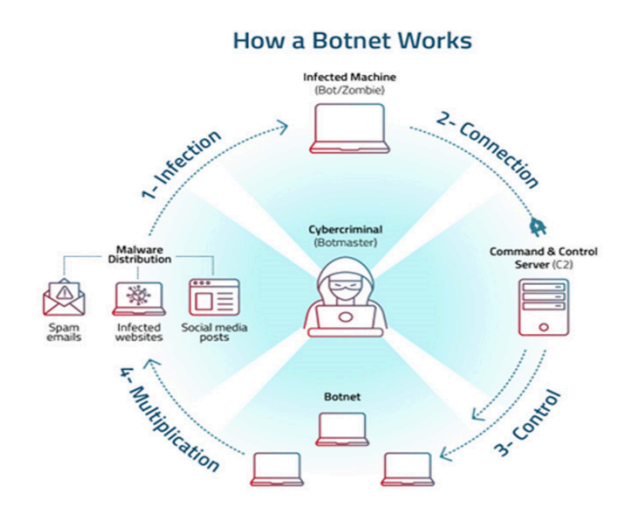 How a Botnet Works
Infected Machine
(Bot/Zombie)
1- Infection
2- Connection
Cybercriminal
(Botmaster)
Malware
Distribution
Spam
emails
Infected
websites
Social media
posts
Command & Control
Server (C2)
3- Control
Botnet
4- Multiplication